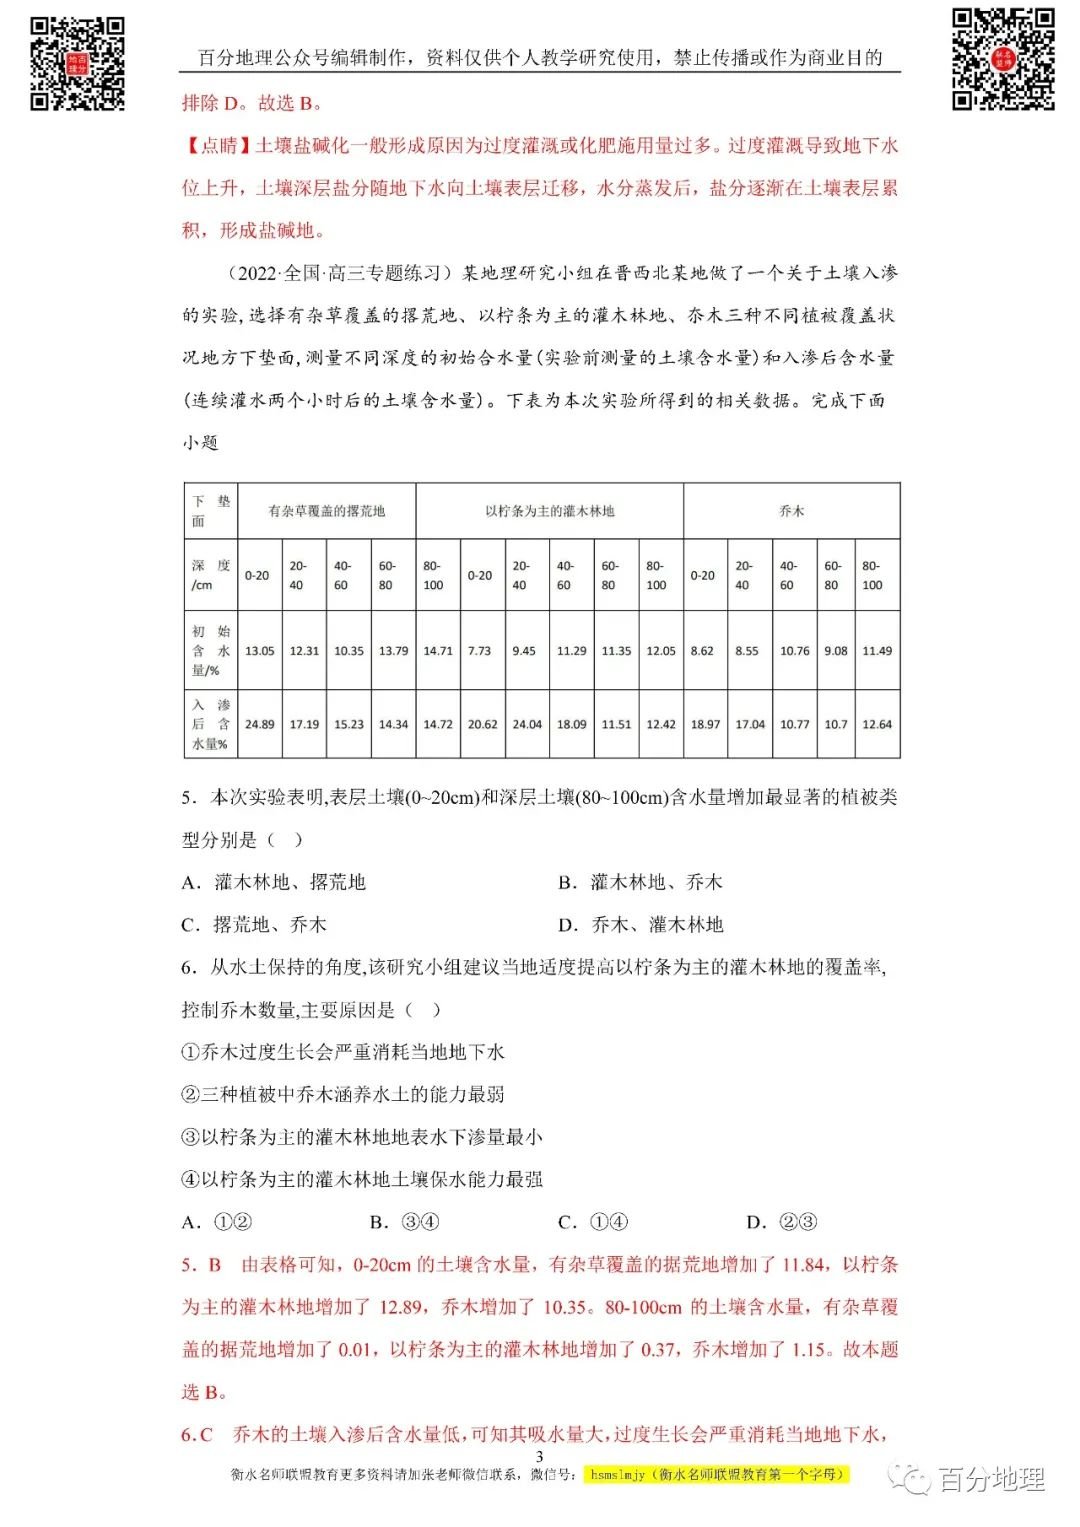 百分地理公众号编辑制作，资料仅供个人教学研究使用，禁止传播或作为商业目的
排除 D。故选 B。
【点睛】土壤盐碱化一般形成原因为过度灌溉或化肥施用量过多。过度灌溉导致地下水
位上升，土壤深层盐分随地下水向土壤表层迁移，水分蒸发后，盐分逐渐在土壤表层累
积，形成盐碱地。
（2022·全国·高三专题练习）某地理研究小组在晋西北某地做了一个关于土壤入渗
的实验,选择有杂草覆盖的撂荒地、以柠条为主的灌木林地、乔木三种不同植被覆盖状
况地方下垫面,测量不同深度的初始含水量(实验前测量的土壤含水量)和入渗后含水量
(连续灌水两个小时后的土壤含水量)。下表为本次实验所得到的相关数据。完成下面
小题
下垫面 有杂草覆盖的撂荒地 以柠条为主的灌木林地 乔木
深度/cm 0-20 20-40 40-60 60-80 80-100 0-20 20-40 40-60 60-80 80-100 0-20 20-40 40-60 60-80 80-100
初始含水量/% 13.05 12.31 10.35 13.79 14.71 7.73 9.45 11.29 11.35 12.05 8.62 8.55 10.76 9.08 11.49
入渗后含水量% 24.89 17.19 15.23 14.34 14.72 20.62 24.04 18.09 11.51 12.42 18.97 17.04 10.77 10.7 12.64
5．本次实验表明,表层土壤(0~20cm)和深层土壤(80~100cm)含水量增加最显著的植被类
型分别是（ ）
A．灌木林地、撂荒地 B．灌木林地、乔木
C．撂荒地、乔木 D．乔木、灌木林地
6．从水土保持的角度,该研究小组建议当地适度提高以柠条为主的灌木林地的覆盖率,
控制乔木数量,主要原因是（ ）
①乔木过度生长会严重消耗当地地下水
②三种植被中乔木涵养水土的能力最弱
③以柠条为主的灌木林地地表水下渗量最小
④以柠条为主的灌木林地土壤保水能力最强
A．①② B．③④ C．①④ D．②③
5．B 由表格可知，0-20cm 的土壤含水量，有杂草覆盖的据荒地增加了 11.84，以柠条
为主的灌木林地增加了 12.89，乔木增加了 10.35。80-100cm 的土壤含水量，有杂草覆
盖的据荒地增加了 0.01，以柠条为主的灌木林地增加了 0.37，乔木增加了 1.15。故本题
选 B。
6．C 乔木的土壤入渗后含水量低,可知其吸水量大,过度生长会严重消耗当地地下水，
3
衡水名师联盟教育更多资料请加张老师微信联系，微信号： hsmslmjy（衡水名师联盟教育第一个字母）
百分地理